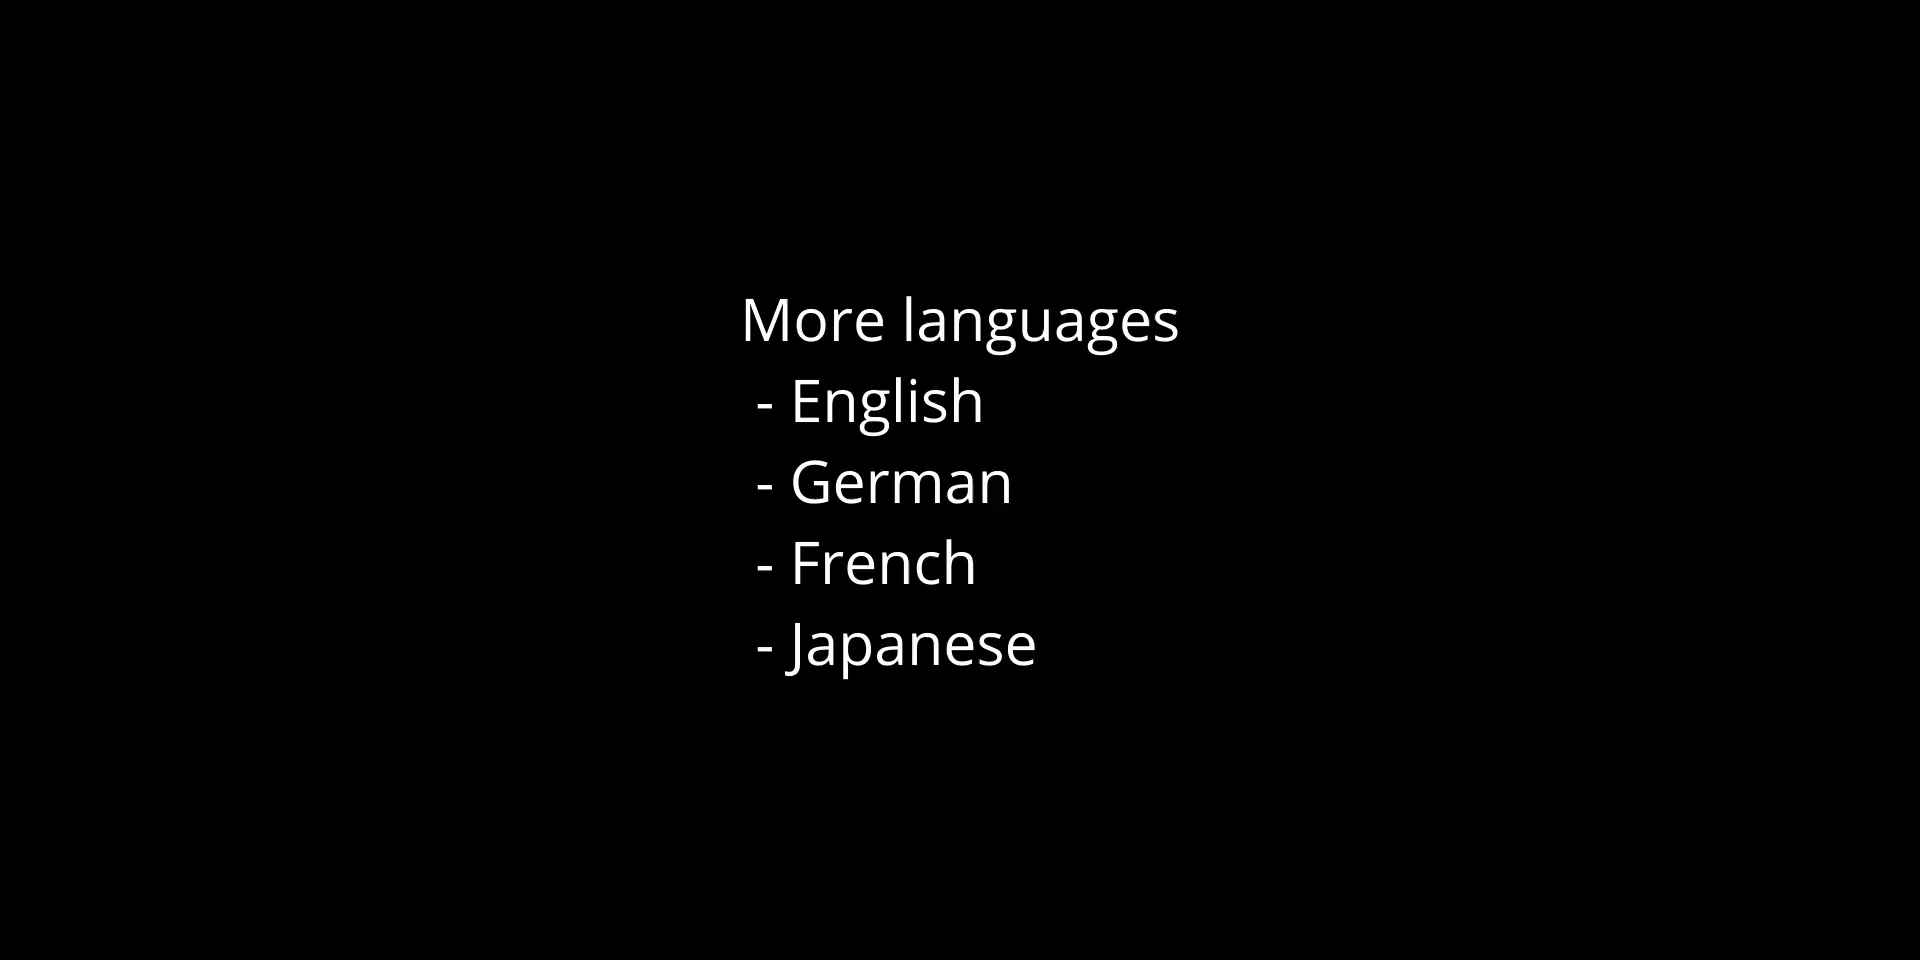 More languages
- English
- German
- French
- Japanese